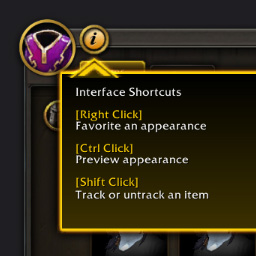 i
Interface Shortcuts
[Right Click]
Favorite an appearance
[Ctrl Click]
Preview appearance
[Shift Click]
Track or untrack an item